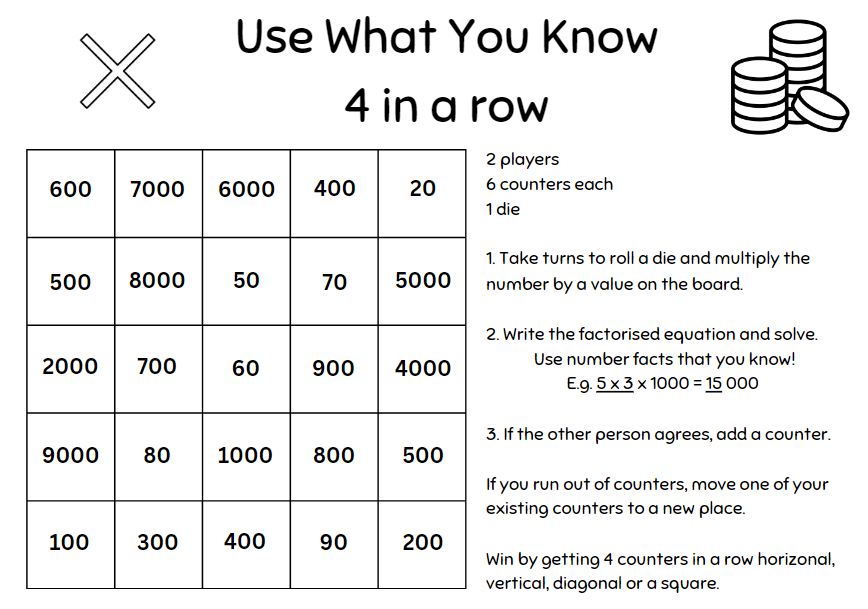 Use What You Know
4 in a row
600 7000 6000 400 20
500 8000 50 70 5000
2000 700 60 900 4000
9000 80 1000 800 500
100 300 400 90 200
2 players
6 counters each
1 die
1. Take turns to roll a die and multiply the
number by a value on the board.
2. Write the factorised equation and solve.
Use number facts that you know!
E.g. 5 x 3 x 1000 = 15 000
3. If the other person agrees, add a counter.
If you run out of counters, move one of your
existing counters to a new place.
Win by getting 4 counters in a row horizonal,
vertical, diagonal or a square.